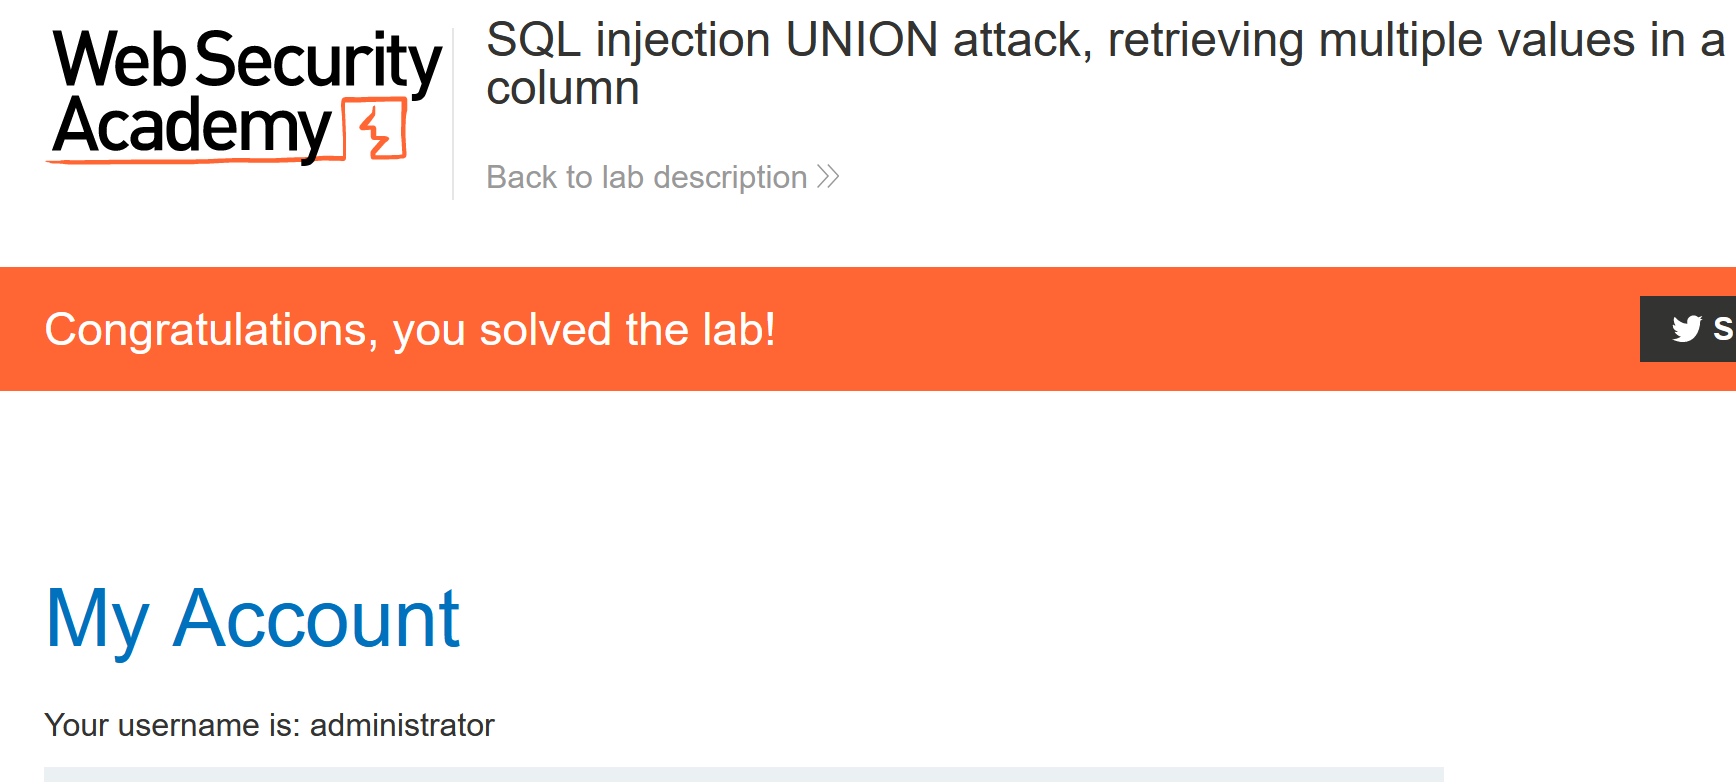 Web Security
Academy
SQL injection UNION attack, retrieving multiple values in a
column
Back to lab description
Congratulations, you solved the lab!
S
My Account
Your username is: administrator